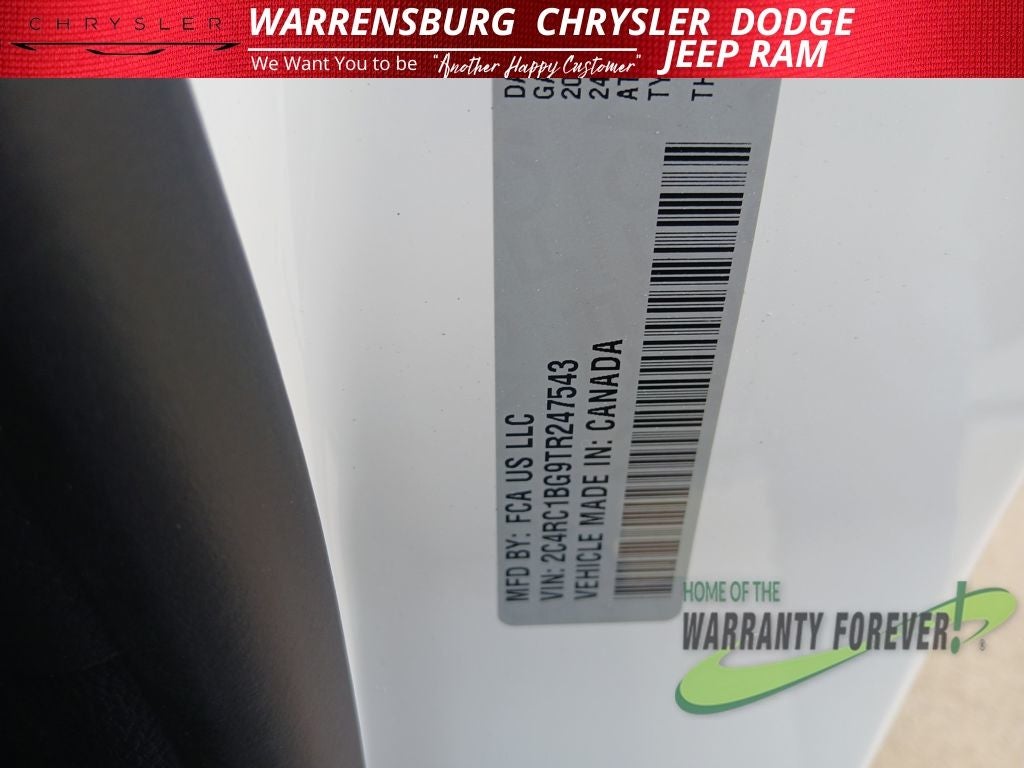 CHRYSLER
WARRENSBURG CHRYSLER DODGE
JEEP RAM
We Want You to be "Another Happy Customer"
MFD BY: FCA US LLC
VIN: 2C4RC1BG9TR247543
VEHICLE MADE IN: CANADA
HOME OF THE
WARRANTY FOREVER!